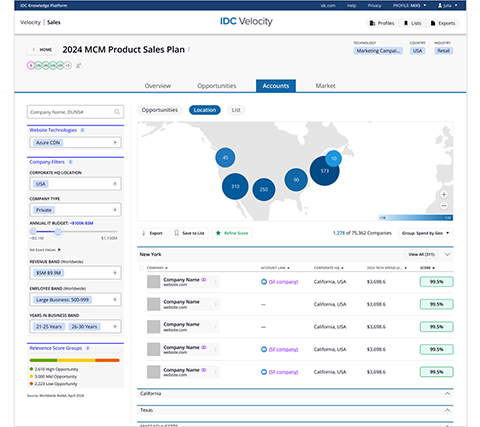 IDC Knowledge Platform
idc.com Help Privacy PROFILE: MIXS Julia
Velocity | Sales
IDC Velocity
Profiles Lists Exports
HOME
2024 MCM Product Sales Plan
TECHNOLOGY COUNTRY INDUSTRY
Marketing Campai... USA Retail
Overview Opportunities Accounts Market
Company Name, DUNS#
Opportunities Location List
Website Technologies
Azure CDN
Company Filters
CORPORATE HQ LOCATION
USA
COMPANY TYPE
Private
ANNUAL IT BUDGET:
$1,150M
Set Exact Values
REVENUE BAND (Worldwide)
$5M-$9.9M
EMPLOYEE BAND (Worldwide)
Large Business: 500-999
YEARS IN BUSINESS BAND
21-25 Years 26-30 Years
Relevence Score Groups
2,610 High Opportunity
3,000 Mid Opportunity
2,223 Low Opportunity
Source: Worldwide Wallet, April 2024
45
310
250
90
573
10
Export Save to List Refine Score
1,278 of 75,362 Companies
Group: Spend by Geo
New York
View All (311)
COMPANY ACCOUNT LINK CORPORATE HQ 2024 TECH SPEND SCORE
Company Name
website.com
(SF company) California, USA $3,698.6 99.5%
Company Name
website.com
— California, USA $3,698.6 99.5%
Company Name
website.com
— California, USA $3,698.6 99.5%
Company Name
website.com
(SF company) California, USA $3,698.6 99.5%
Company Name
website.com
(SF company) California, USA $3,698.6 99.5%
California
Texas
MASSACHUSETTS